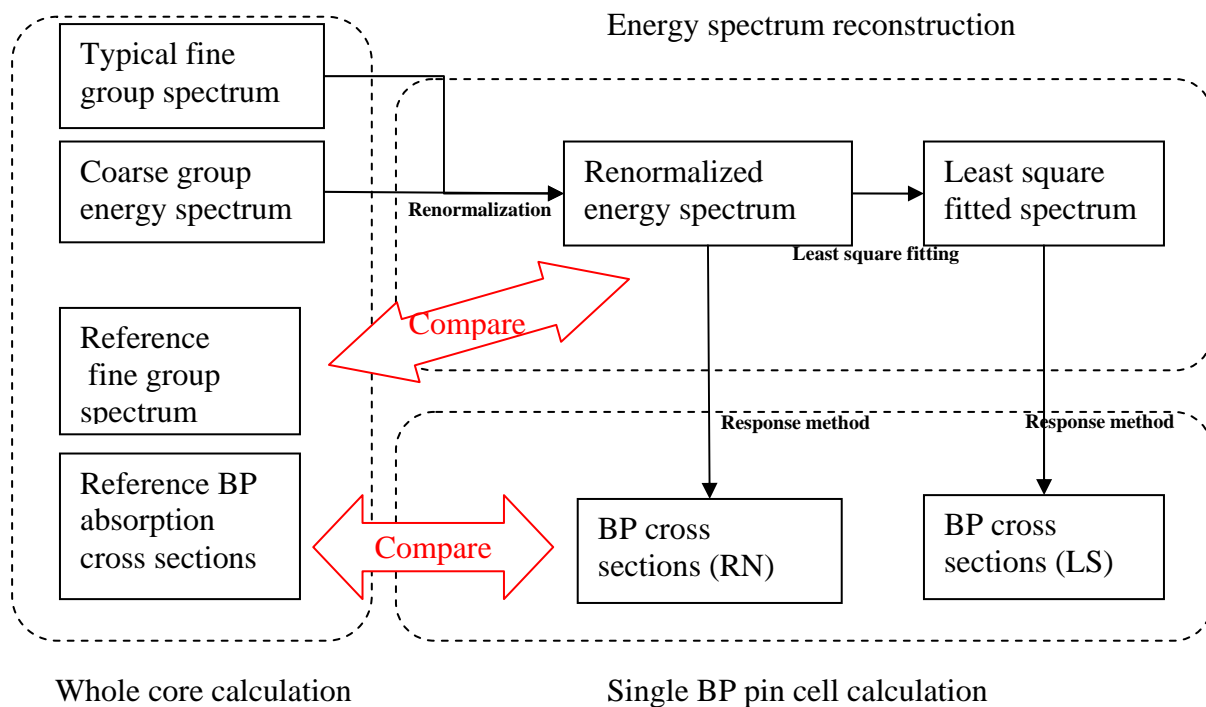 Energy spectrum reconstruction
Typical fine
group spectrum
Coarse group
energy spectrum
Renormalization
Renormalized
energy spectrum
Least square
fitted spectrum
Least square fitting
Compare
Reference
fine group
spectrum
Response method
Response method
Reference BP
absorption
cross sections
Compare
BP cross
sections (RN)
BP cross
sections (LS)
Whole core calculation
Single BP pin cell calculation